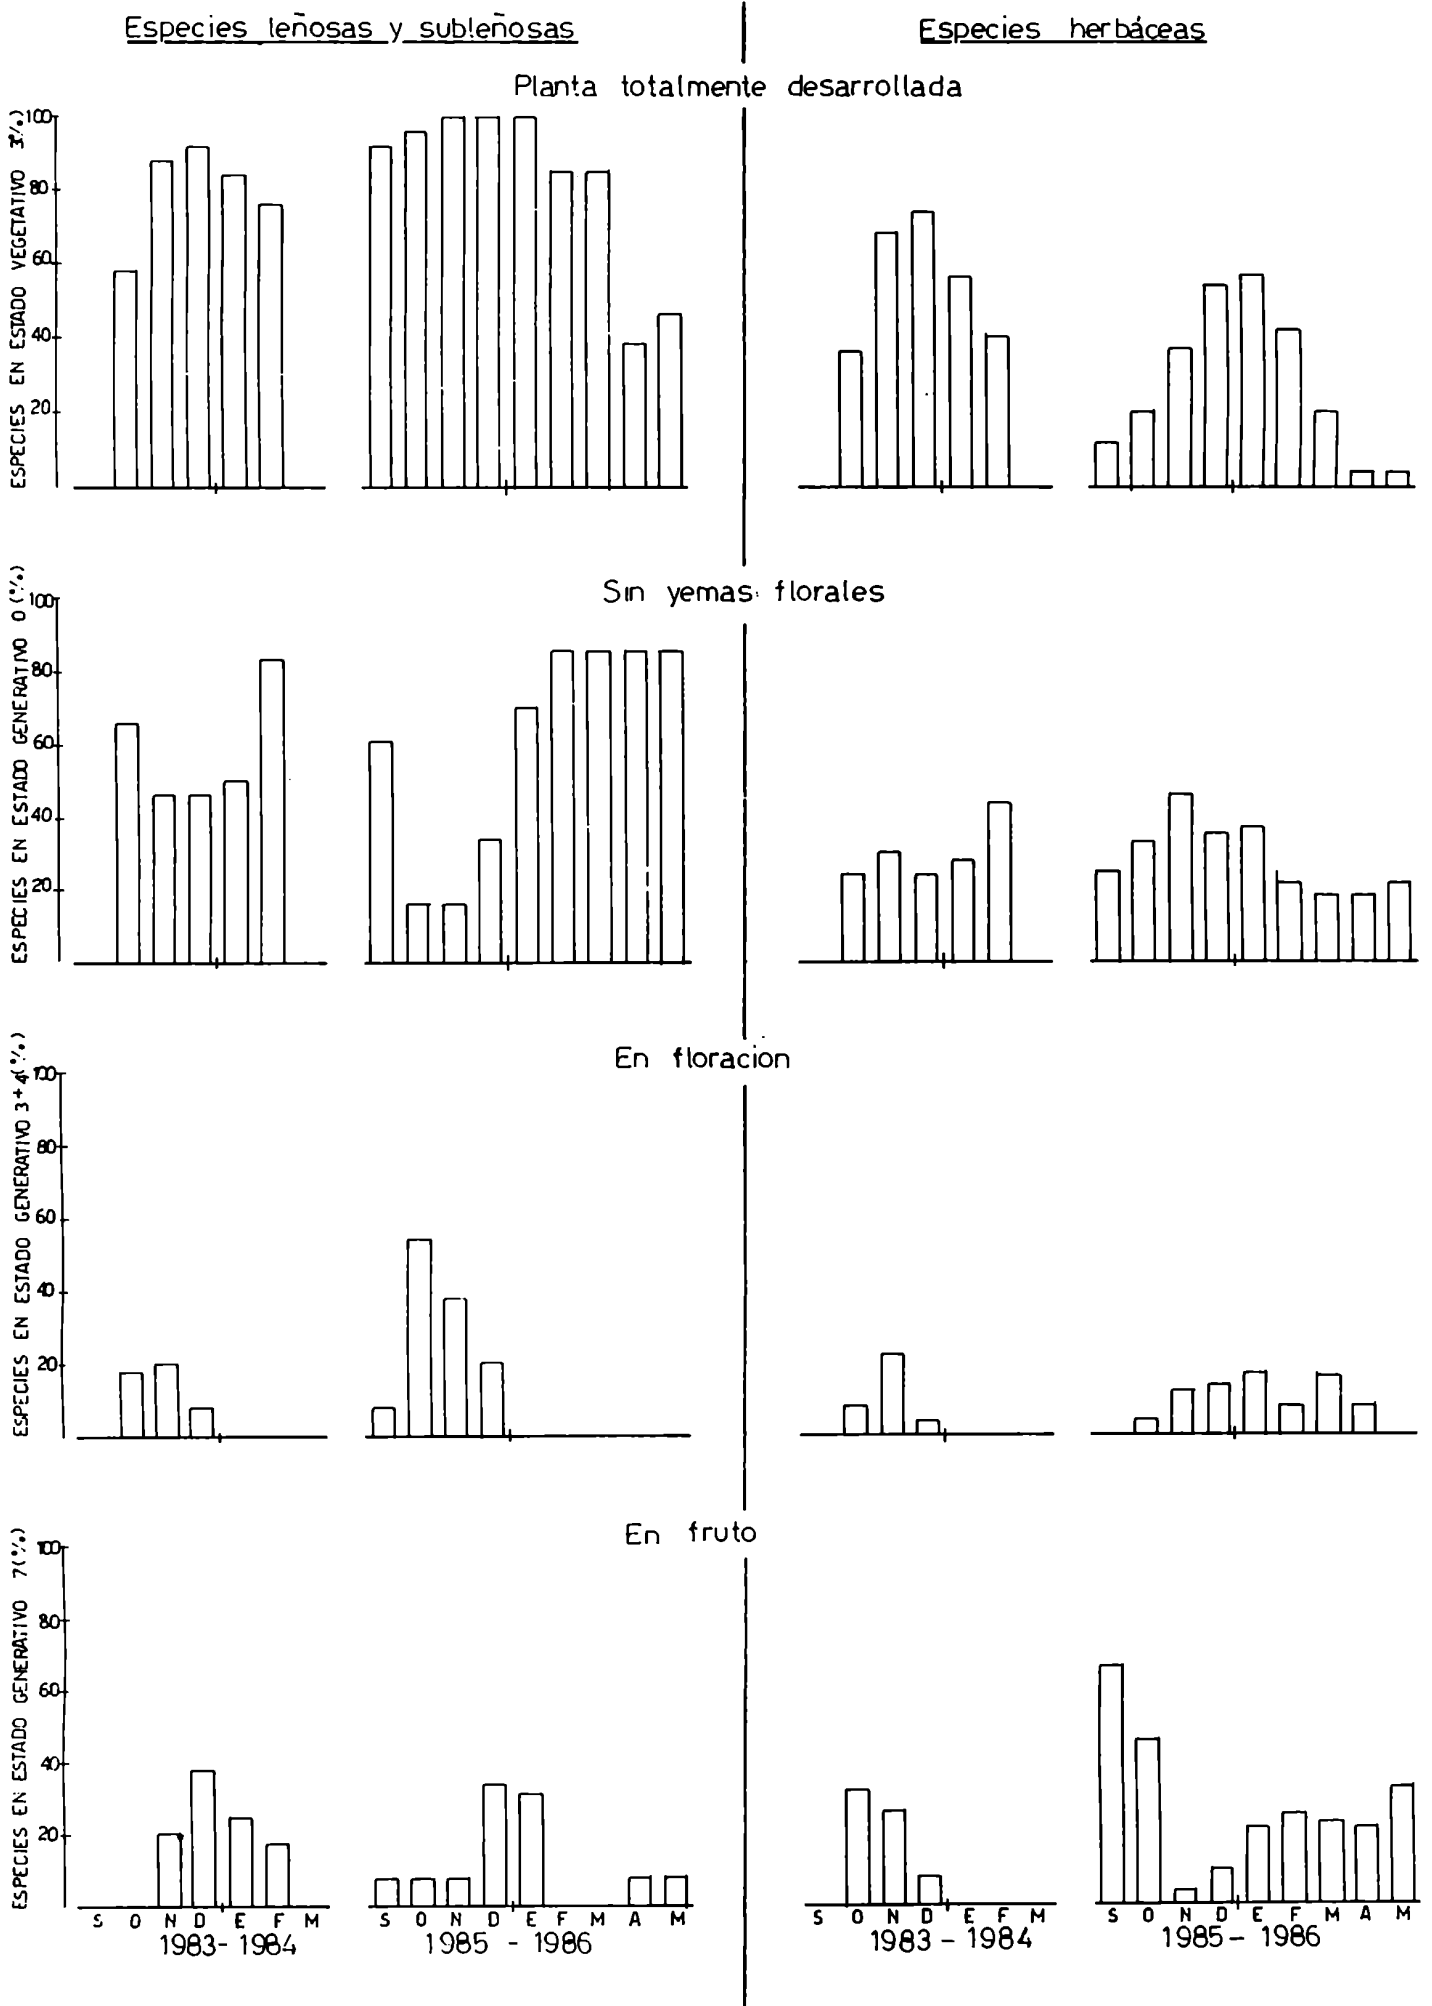 Especies leñosas y subleñosas
Especies herbáceas
Planta totalmente desarrollada
ESPECIES EN ESTADO VEGETATIVO 3(%)
100
80
60
40
20
Sin yemas florales
ESPECIES EN ESTADO GENERATIVO 0 (%)
100
80
60
40
20
En floracion
ESPECIES EN ESTADO GENERATIVO 3+4(%)
100
80
60
40
20
En fruto
ESPECIES EN ESTADO GENERATIVO 7(%)
100
80
60
40
20
S O N D E F M
1983-1984
S O N D E F M A M
1985 - 1986
S O N D E F M
1983 - 1984
S O N D E F M A M
1985 - 1986